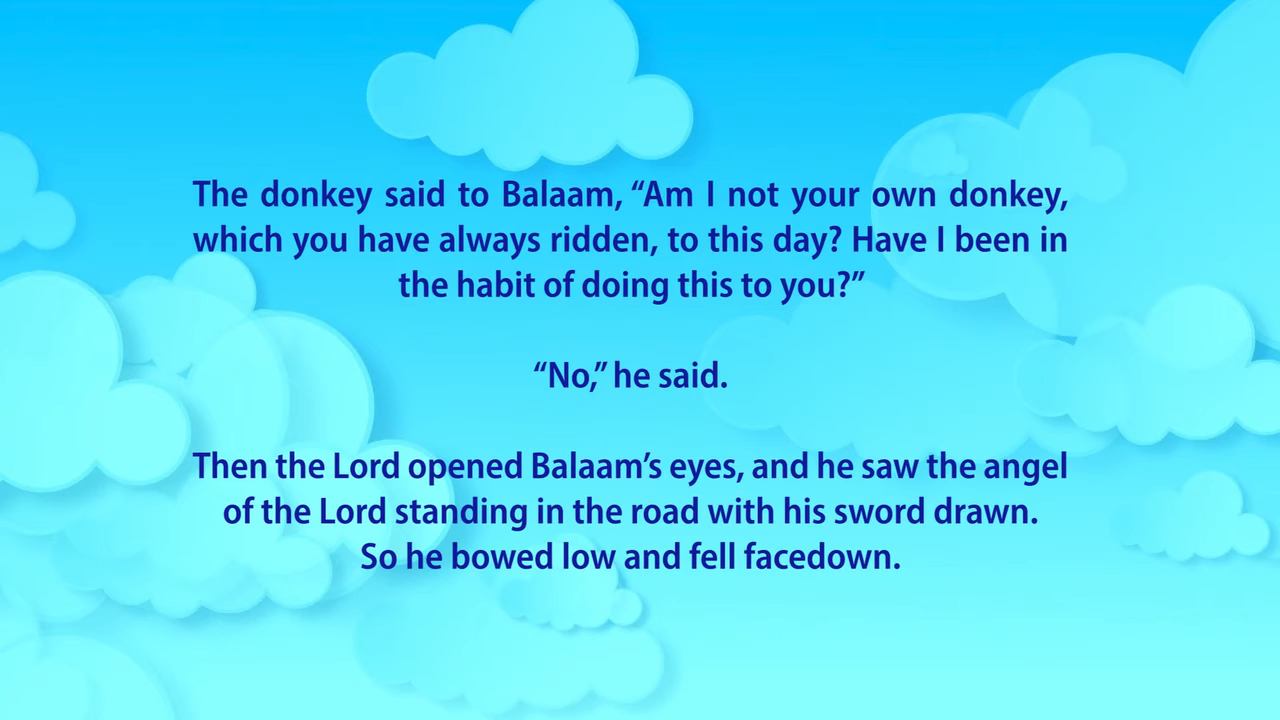 The donkey said to Balaam, “Am I not your own donkey,
which you have always ridden, to this day? Have I been in
the habit of doing this to you?”
“No,” he said.
Then the Lord opened Balaam’s eyes, and he saw the angel
of the Lord standing in the road with his sword drawn.
So he bowed low and fell facedown.